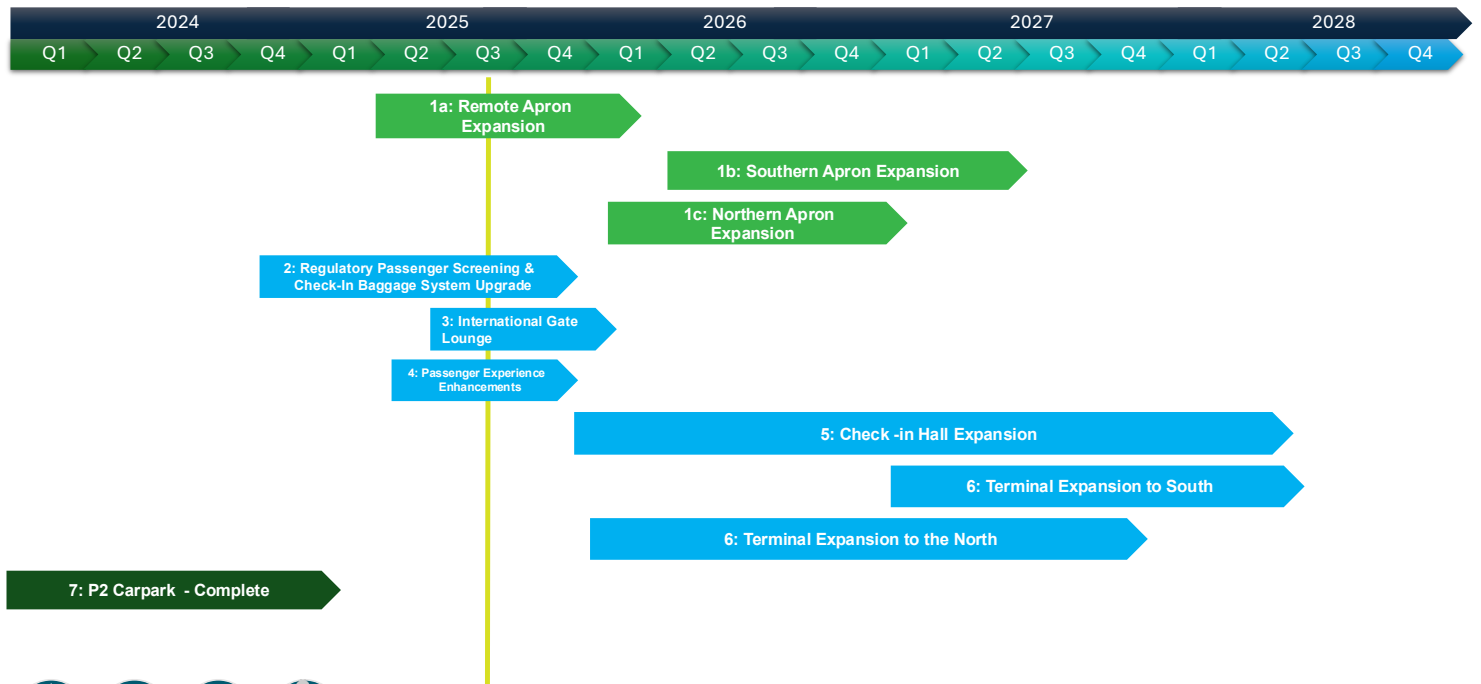 2024 2025 2026 2027 2028
Q1 Q2 Q3 Q4 Q1 Q2 Q3 Q4 Q1 Q2 Q3 Q4 Q1 Q2 Q3 Q4 Q1 Q2 Q3 Q4
1a: Remote Apron
Expansion
1b: Southern Apron Expansion
1c: Northern Apron
Expansion
2: Regulatory Passenger Screening &
Check-In Baggage System Upgrade
3: International Gate
Lounge
4: Passenger Experience
Enhancements
5: Check -in Hall Expansion
6: Terminal Expansion to South
6: Terminal Expansion to the North
7: P2 Carpark - Complete